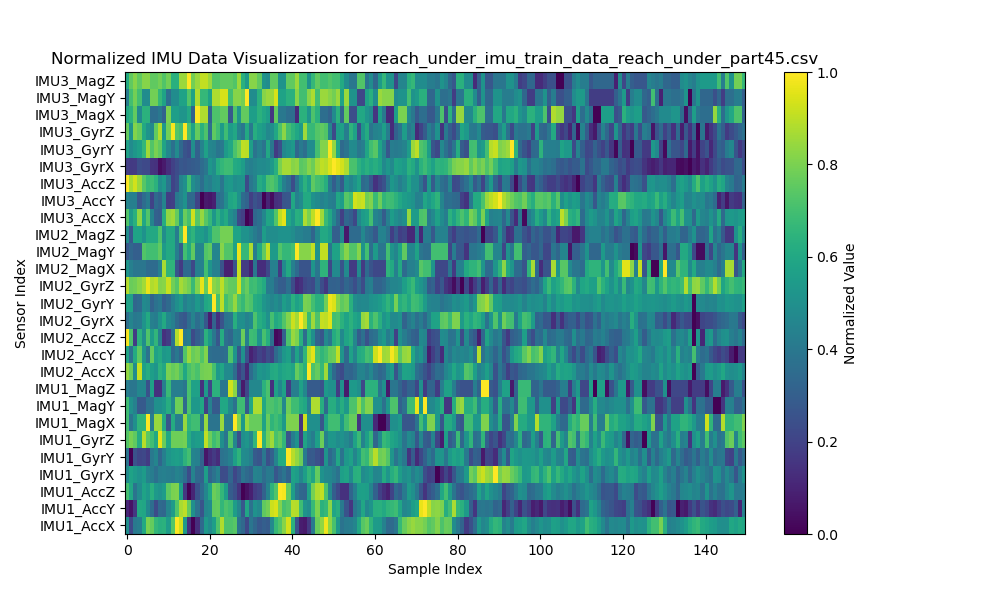 Normalized IMU Data Visualization for reach_under_imu_train_data_reach_under_part45.csv
IMU3_MagZ
IMU3_MagY
IMU3_MagX
IMU3_GyrZ
IMU3_GyrY
IMU3_GyrX
IMU3_AccZ
IMU3_AccY
IMU3_AccX
IMU2_MagZ
IMU2_MagY
IMU2_MagX
IMU2_GyrZ
IMU2_GyrY
IMU2_GyrX
IMU2_AccZ
IMU2_AccY
IMU2_AccX
IMU1_MagZ
IMU1_MagY
IMU1_MagX
IMU1_GyrZ
IMU1_GyrY
IMU1_GyrX
IMU1_AccZ
IMU1_AccY
IMU1_AccX
Sensor Index
0 20 40 60 80 100 120 140
Sample Index
1.0
0.8
0.6
0.4
0.2
0.0
Normalized Value